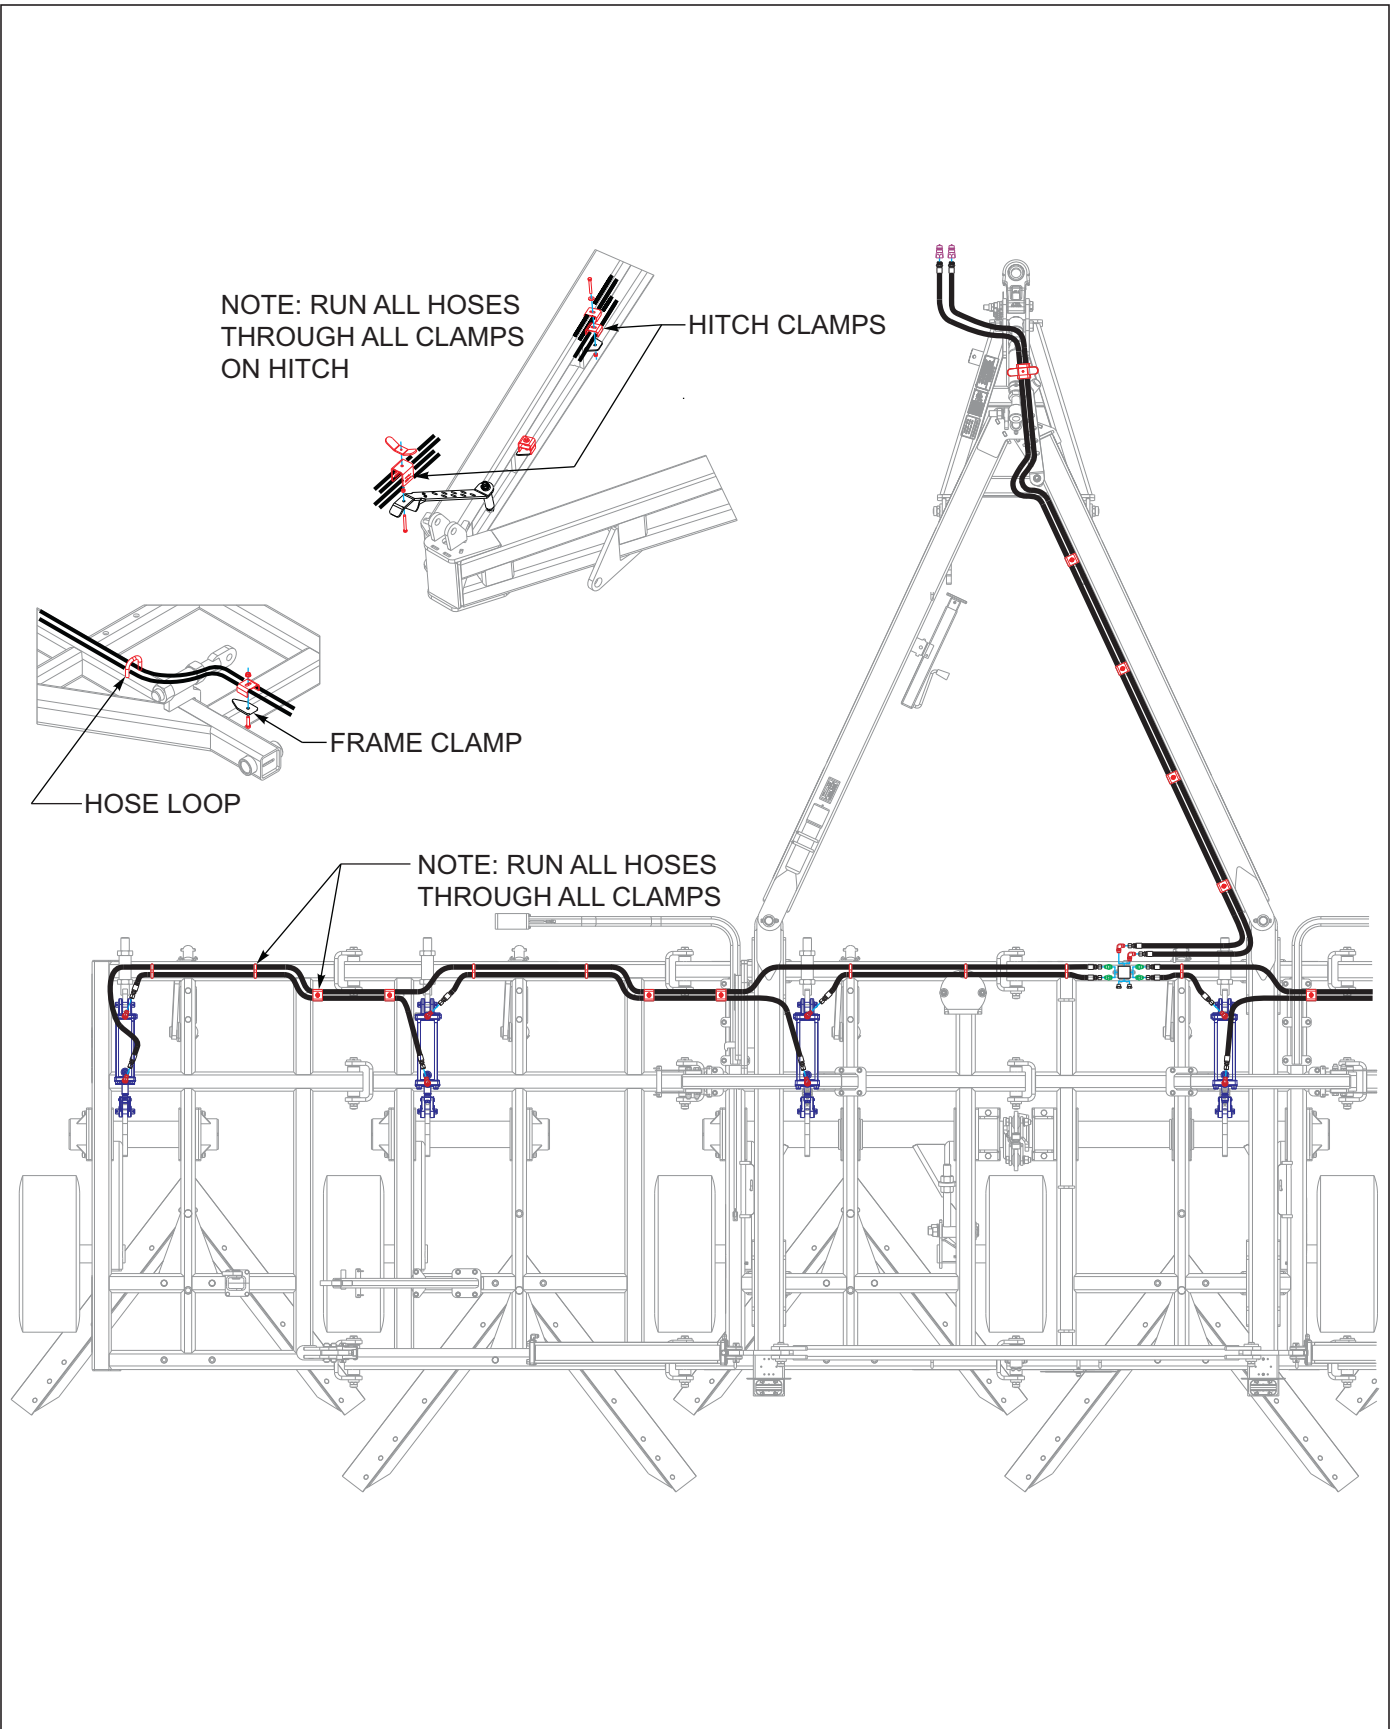 NOTE: RUN ALL HOSES
THROUGH ALL CLAMPS
ON HITCH
HITCH CLAMPS
FRAME CLAMP
HOSE LOOP
NOTE: RUN ALL HOSES
THROUGH ALL CLAMPS